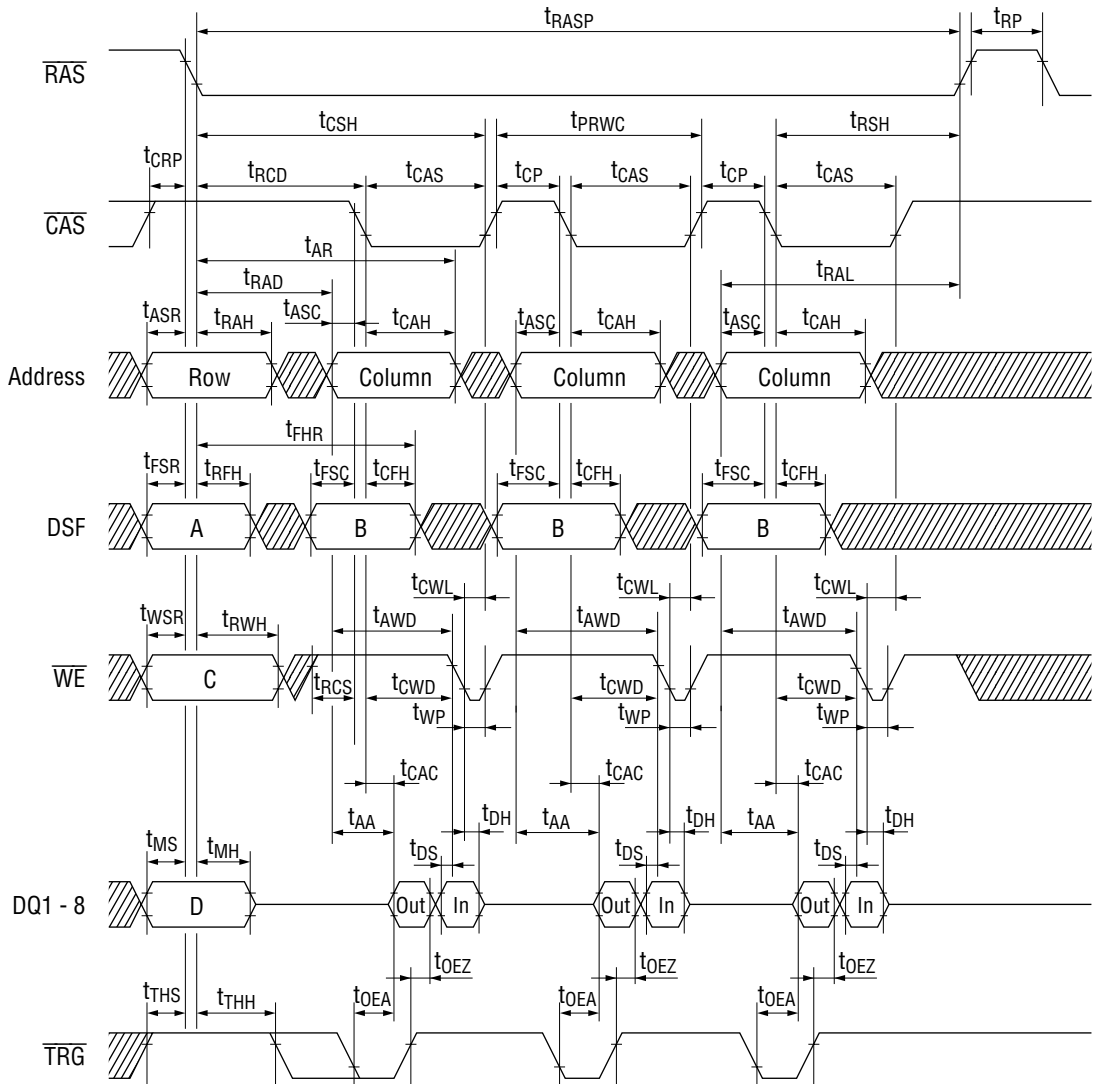 tRASP tRP
RAS
tCSH tPRWC tRSH
tCRP tRCD tCAS tCP tCAS tCP tCAS
CAS
tAR
tRAD tRAL
tASR tRAH tASC tCAH tASC tCAH tASC tCAH
Address Row Column Column Column
tFHR
tFSR tRFH tFSC tCFH tFSC tCFH tFSC tCFH
DSF A B B B
tCWL tCWL tCWL
tWSR tRWH tAWD tAWD tAWD
WE C tRCS tCWD tCWD tCWD
tWP tWP tWP
tCAC tCAC tCAC
tAA tDH tAA tDH tAA tDH
tMS tMH tDS tDS tDS
DQ1 - 8 D Out In Out In Out In
tOEZ tOEZ tOEZ
tTHS tTHH tOEA tOEA tOEA
TRG